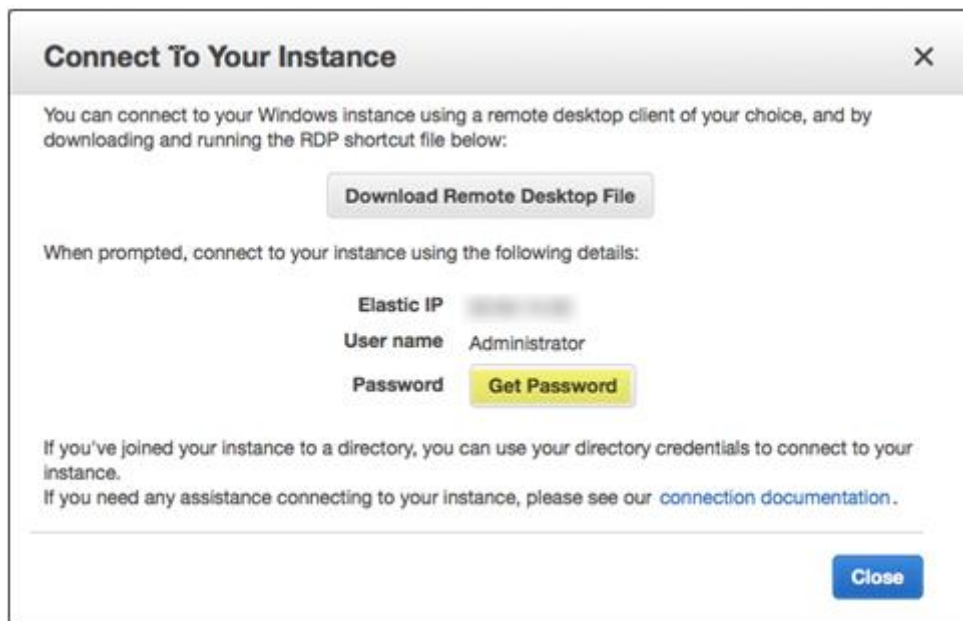 Connect To Your Instance
×
You can connect to your Windows instance using a remote desktop client of your choice, and by
downloading and running the RDP shortcut file below:
Download Remote Desktop File
When prompted, connect to your instance using the following details:
Elastic IP
User name Administrator
Password Get Password
If you've joined your instance to a directory, you can use your directory credentials to connect to your
instance.
If you need any assistance connecting to your instance, please see our connection documentation.
Close